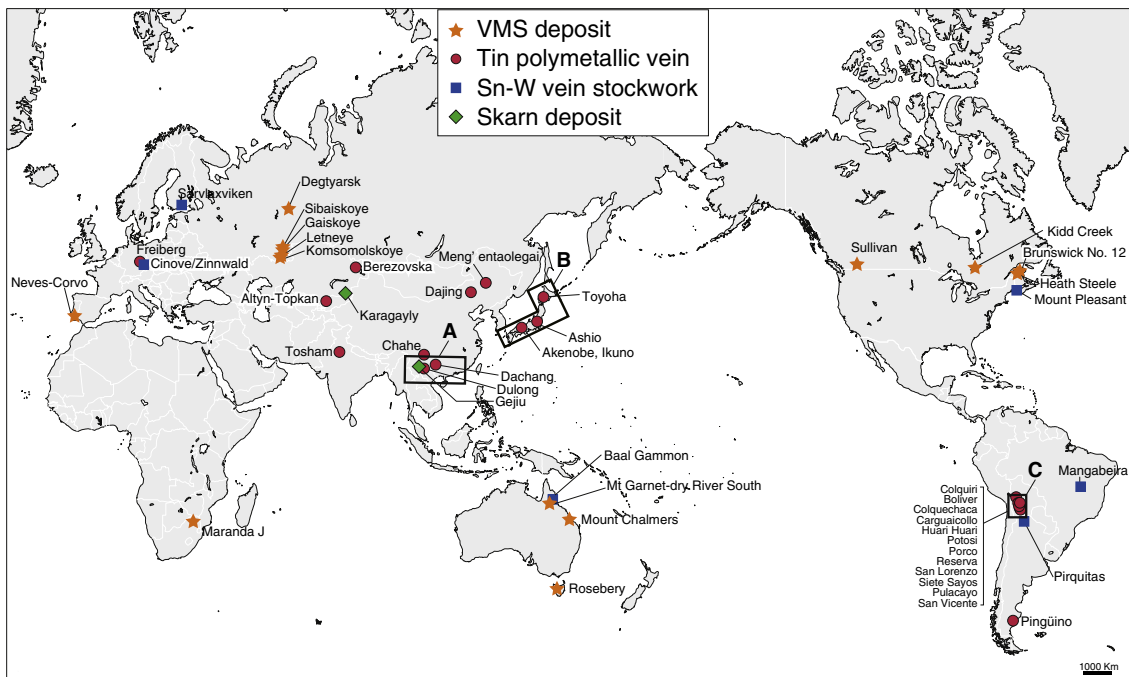 VMS deposit
Tin polymetallic vein
Sn-W vein stockwork
Skarn deposit
Sarvlaxviken
Degtyarsk
Sibaiskoye
Gaiskoye
Letneye
Komsomolskoye
Freiberg
Cinove/Zinnwald
Berezovska
Meng' entaolegai
Neves-Corvo
Altyn-Topkan
Karagayly
Dajing
B
Toyoha
Ashio
Akenobe, Ikuno
Tosham
Chahe
A
Dachang
Dulong
Gejiu
Baal Gammon
Mt Garnet-dry River South
Mount Chalmers
Maranda J
Rosebery
Sullivan
Kidd Creek
Brunswick No. 12
Heath Steele
Mount Pleasant
C
Mangabeira
Colquiri
Boliver
Colquechaca
Carguaicollo
Huari Huari
Potosi
Porco
Reserva
San Lorenzo
Siete Sayos
Pulacayo
San Vicente
Pirquitas
Pingüino
1000 Km